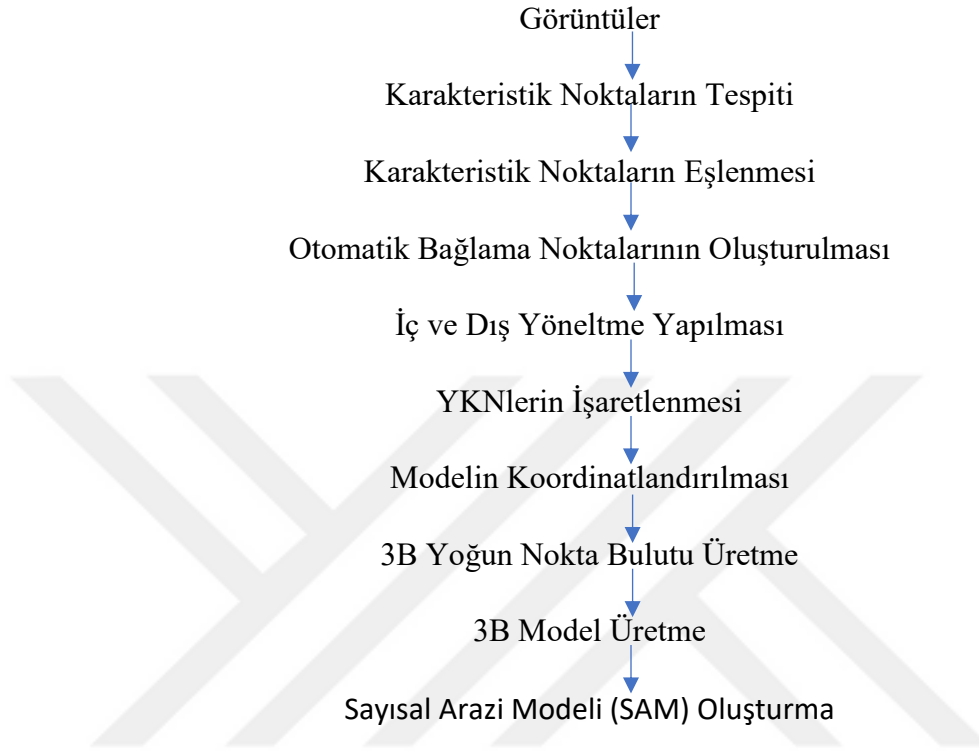 Görüntüler
Karakteristik Noktaların Tespiti
Karakteristik Noktaların Eşlenmesi
Otomatik Bağlama Noktalarının Oluşturulması
İç ve Dış Yöneltme Yapılması
YKNlerin İşaretlenmesi
Modelin Koordinatlandırılması
3B Yoğun Nokta Bulutu Üretme
3B Model Üretme
Sayısal Arazi Modeli (SAM) Oluşturma